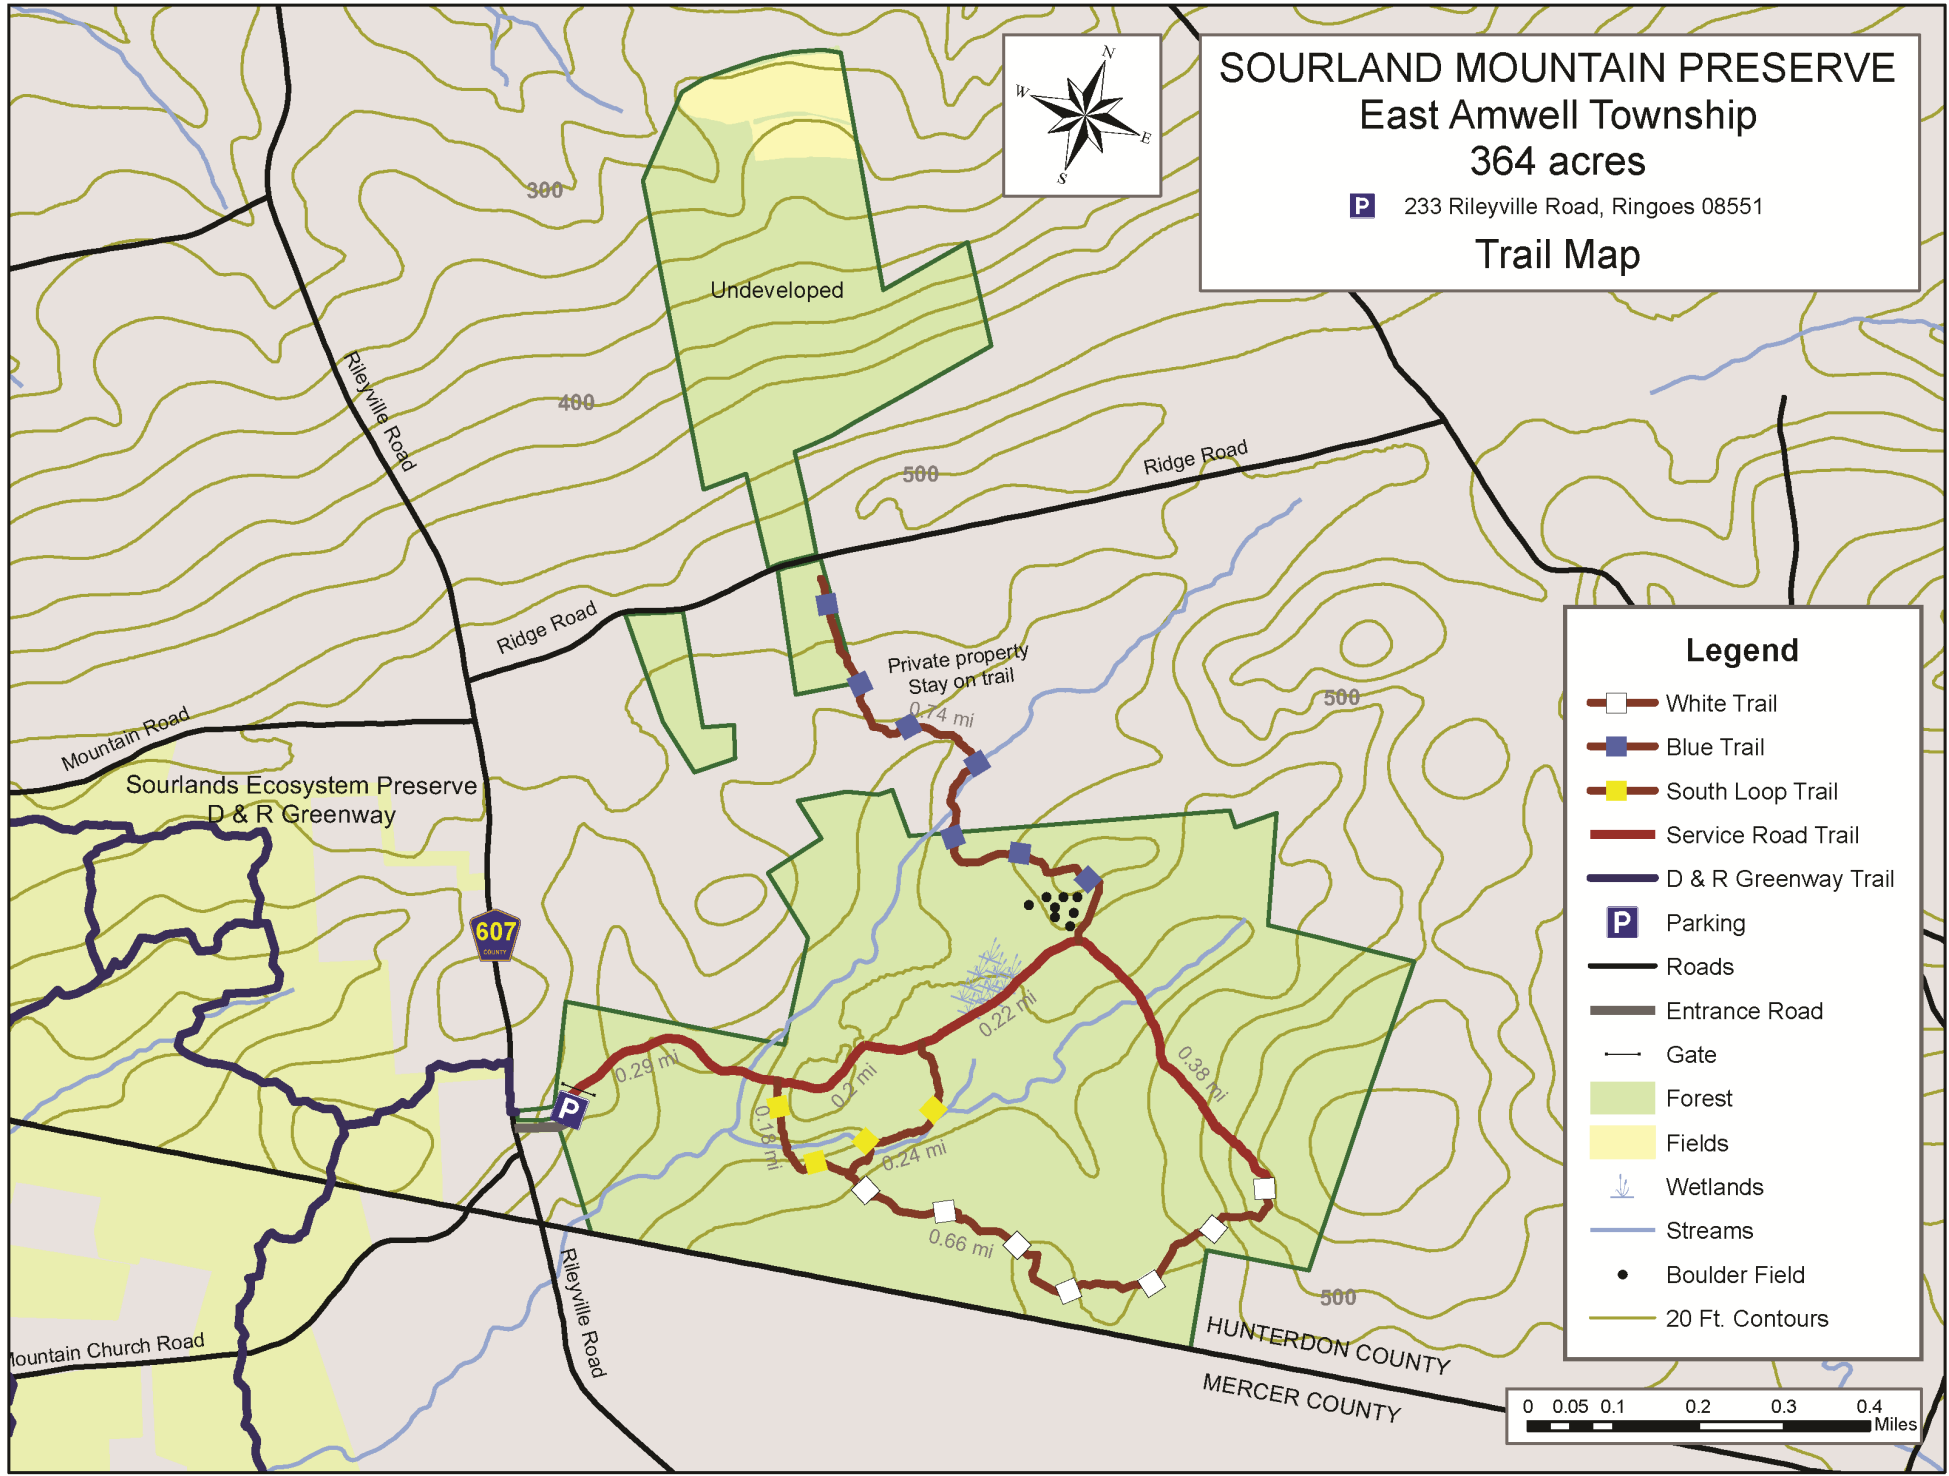 SOURLAND MOUNTAIN PRESERVE
East Amwell Township
364 acres
P 233 Rileyville Road, Ringoes 08551
Trail Map
N
W
E
S
300
Undeveloped
Rileyville Road
400
500
Ridge Road
Ridge Road
Private property
Stay on trail
0.74 mi
500
Mountain Road
Sourlands Ecosystem Preserve
D & R Greenway
607
COUNTY
0.22 mi
0.29 mi
0.2 mi
0.38 mi
P
0.18 mi
0.24 mi
0.66 mi
Rileyville Road
500
ountain Church Road
HUNTERDON COUNTY
MERCER COUNTY
Legend
White Trail
Blue Trail
South Loop Trail
Service Road Trail
D & R Greenway Trail
P Parking
Roads
Entrance Road
Gate
Forest
Fields
Wetlands
Streams
Boulder Field
20 Ft. Contours
0 0.05 0.1 0.2 0.3 0.4
Miles